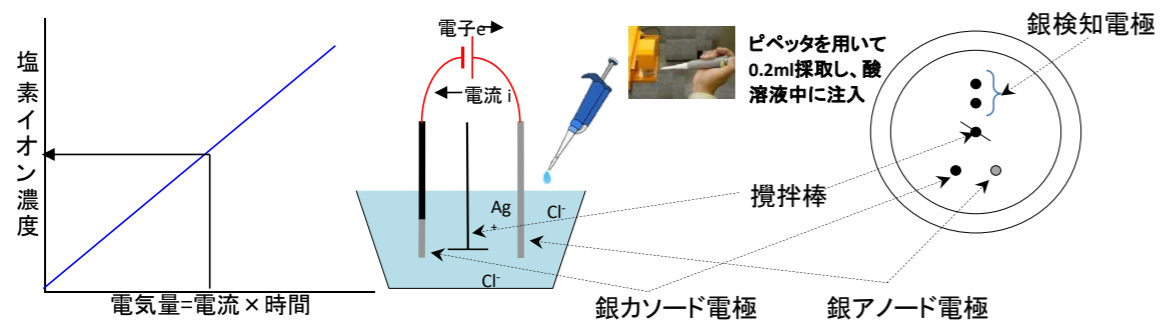 塩素イオン濃度
電気量=電流×時間
電子e
電流 i
Ag
+
Cl-
Cl-
ピペッタを用いて
0.2ml採取し、酸
溶液中に注入
銀検知電極
攪拌棒
銀カソード電極
銀アノード電極